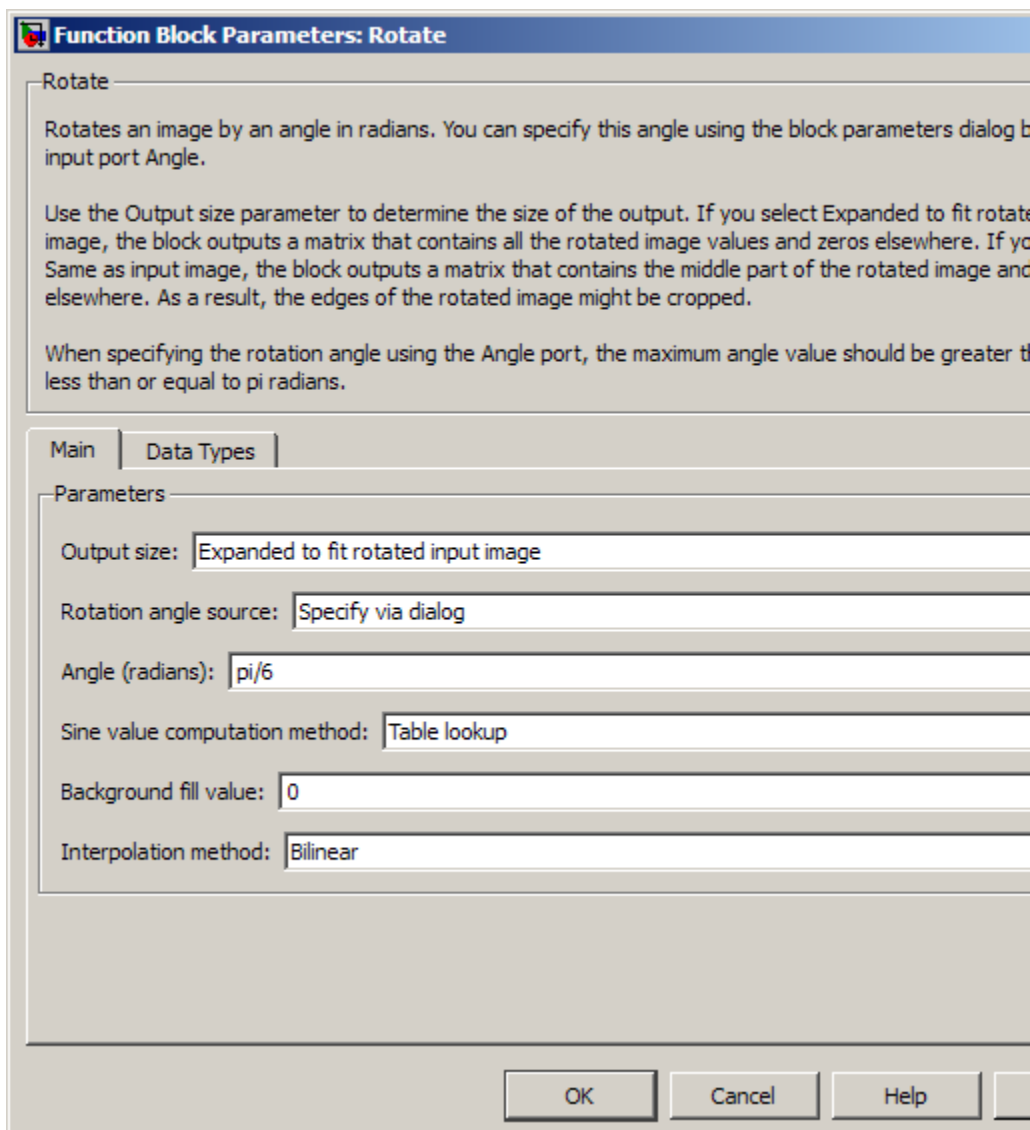 Function Block Parameters: Rotate
Rotate
Rotates an image by an angle in radians. You can specify this angle using the block parameters dialog
input port Angle.
Use the Output size parameter to determine the size of the output. If you select Expanded to fit
image, the block outputs a matrix that contains all the rotated image values and zeros elsewhere. If
Same as input image, the block outputs a matrix that contains the middle part of the rotated image and
elsewhere. As a result, the edges of the rotated image might be cropped.
When specifying the rotation angle using the Angle port, the maximum angle value should be greater
less than or equal to pi radians.
Main Data Types
Parameters
Output size: Expanded to fit rotated input image
Rotation angle source: Specify via dialog
Angle (radians): pi/6
Sine value computation method: Table lookup
Background fill value: 0
Interpolation method: Bilinear
OK Cancel Help